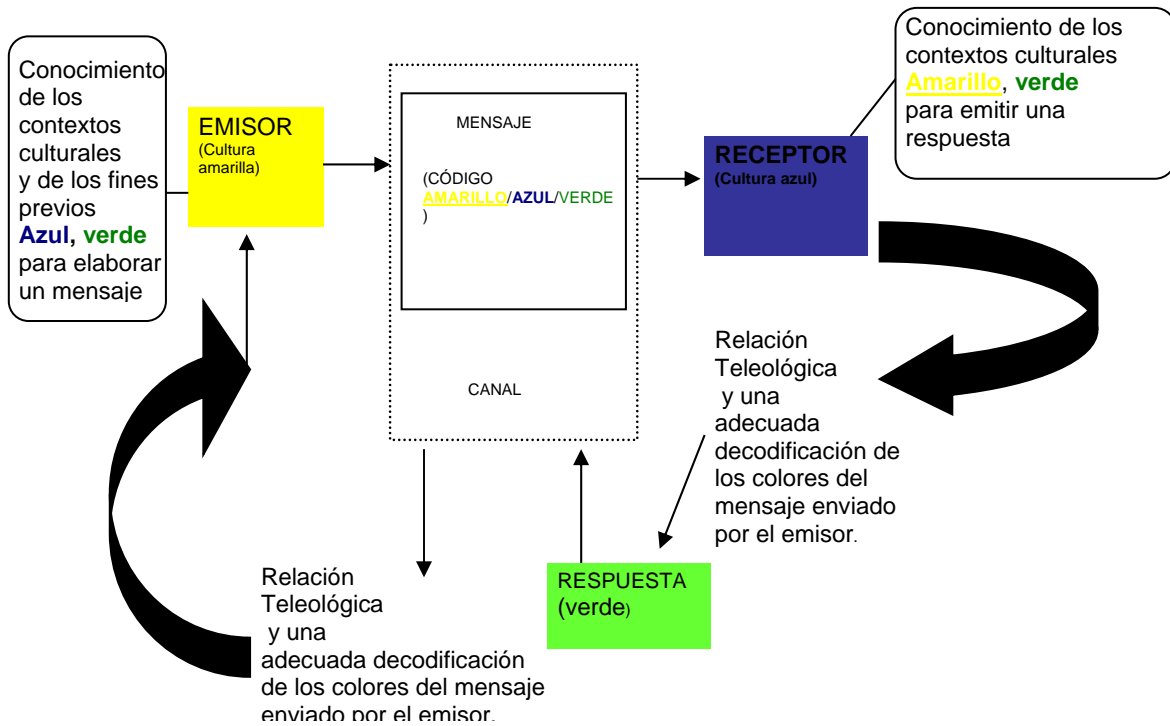 Conocimiento
de los
contextos
culturales
y de los fines
previos
Azul, verde
para elaborar
un mensaje
EMISOR
(Cultura
amarilla)
MENSAJE
(CÓDIGO
AMARILLO/AZUL/VERDE
)
CANAL
RECEPTOR
(Cultura azul)
Conocimiento de los
contextos culturales
Amarillo, verde
para emitir una
respuesta
Relación
Teleológica
y una
adecuada
decodificación de
los colores del
mensaje enviado
por el emisor.
RESPUESTA
(verde)
Relación
Teleológica
y una
adecuada decodificación
de los colores del mensaje
enviado por el emisor.